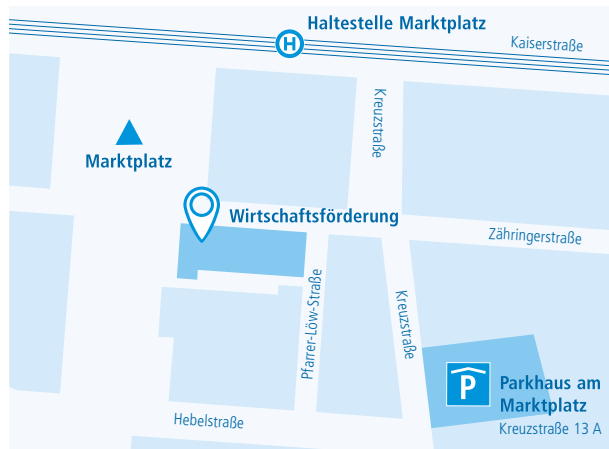 Haltestelle Marktplatz
H
Kaiserstraße
Kreuzstraße
Marktplatz
Wirtschaftsförderung
Zähringerstraße
Pfarrer-Löw-Straße
Kreuzstraße
P
Parkhaus am
Marktplatz
Kreuzstraße 13 A
Hebelstraße